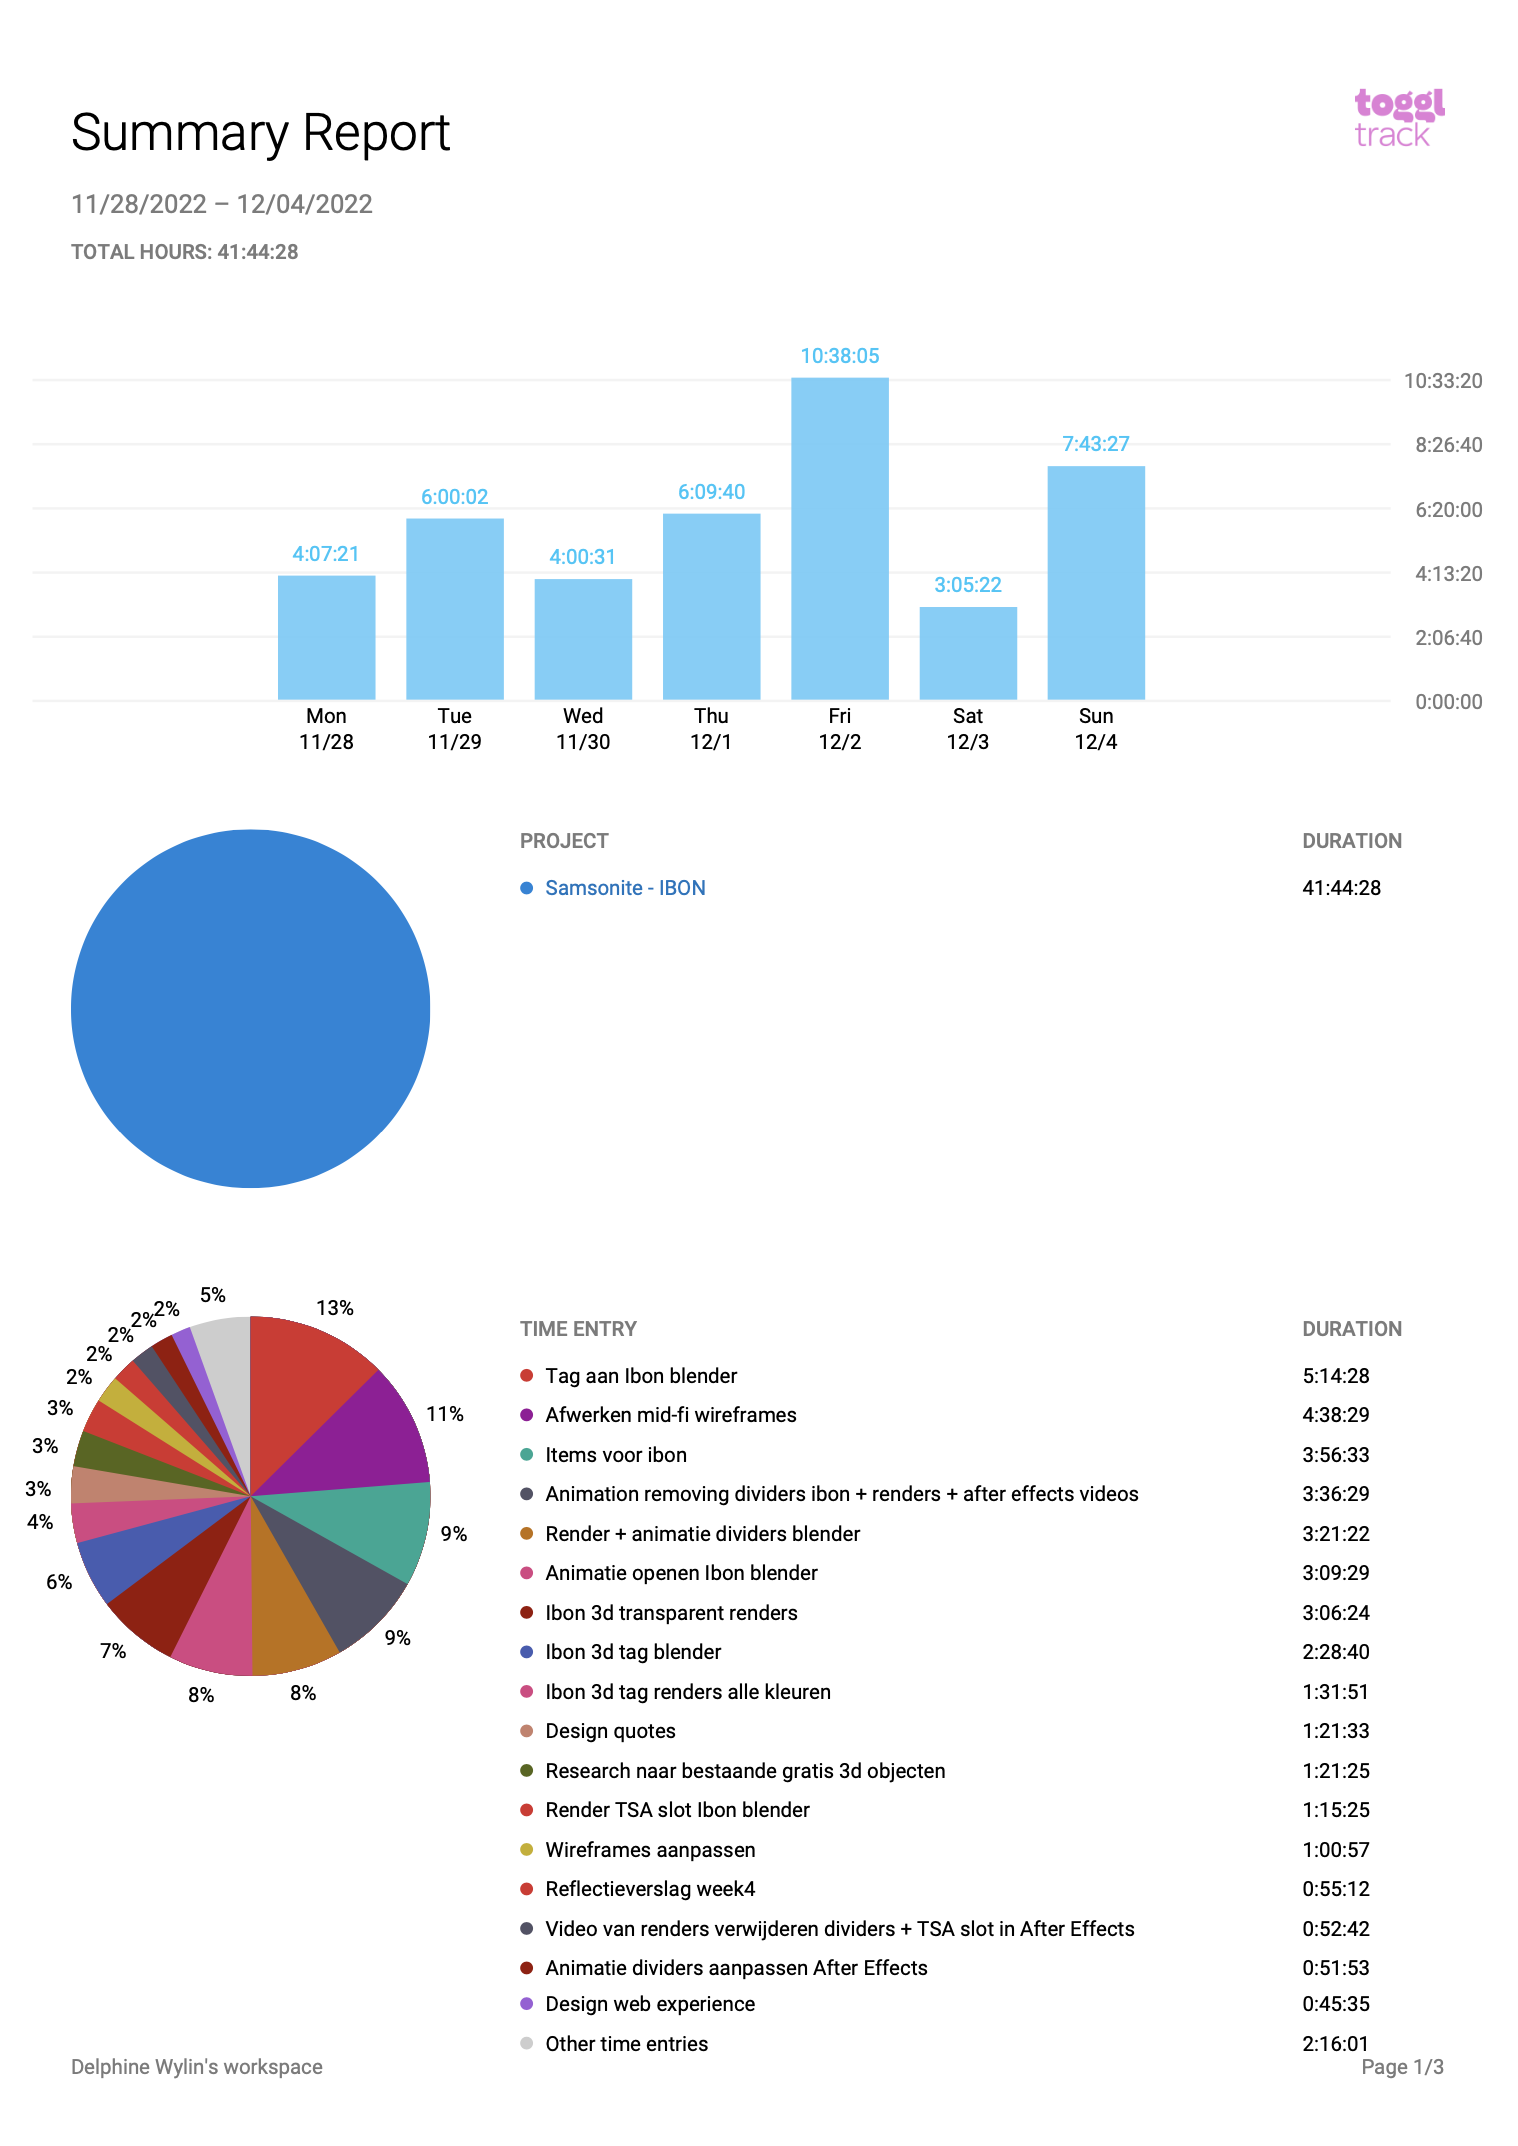 Summary Report
toggl
track
11/28/2022 – 12/04/2022
TOTAL HOURS: 41:44:28
10:38:05
10:33:20
8:26:40
7:43:27
6:00:02
6:09:40
6:20:00
4:07:21
4:00:31
4:13:20
3:05:22
2:06:40
0:00:00
Mon Tue Wed Thu Fri Sat Sun
11/28 11/29 11/30 12/1 12/2 12/3 12/4
PROJECT DURATION
Samsonite - IBON 41:44:28
5%
13%
2%
2%
2%
2%
2%
3%
3%
3%
4%
6%
7%
8%
8%
9%
9%
11%
TIME ENTRY DURATION
Tag aan Ibon blender 5:14:28
Afwerken mid-fi wireframes 4:38:29
Items voor ibon 3:56:33
Animation removing dividers ibon + renders + after effects videos 3:36:29
Render + animatie dividers blender 3:21:22
Animatie openen Ibon blender 3:09:29
Ibon 3d transparent renders 3:06:24
Ibon 3d tag blender 2:28:40
Ibon 3d tag renders alle kleuren 1:31:51
Design quotes 1:21:33
Research naar bestaande gratis 3d objecten 1:21:25
Render TSA slot Ibon blender 1:15:25
Wireframes aanpassen 1:00:57
Reflectieverslag week4 0:55:12
Video van renders verwijderen dividers + TSA slot in After Effects 0:52:42
Animatie dividers aanpassen After Effects 0:51:53
Design web experience 0:45:35
Other time entries 2:16:01
Delphine Wylin's workspace Page 1/3